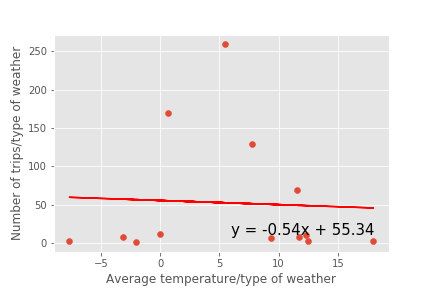 Number of trips/type of weather
250
200
150
100
50
0
y = -0.54x + 55.34
−5 0 5 10 15
Average temperature/type of weather